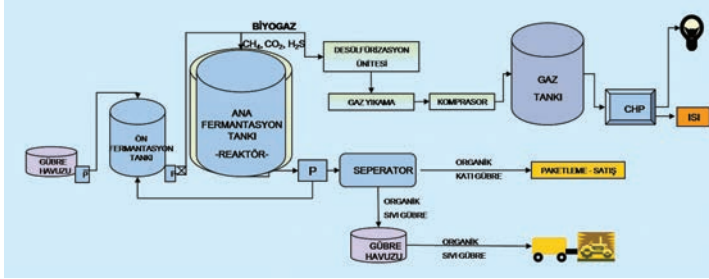 BİYOGAZ
CH₄, CO₂, H₂S
DESÜLFÜRİZASYON
ÜNİTESİ
GAZ YIKAMA
KOMPRASOR
GAZ
TANKI
CHP
ISI
ANA
FERMANTASYON
TANKI
-REAKTÖR-
ÖN
FERMANTASYON
TANKI
GÜBRE
HAVUZU
P
P
P
SEPERATOR
ORGANİK
KATI GÜBRE
PAKETLEME - SATIŞ
ORGANİK
SIVI GÜBRE
GÜBRE
HAVUZU
ORGANİK
SIVI GÜBRE